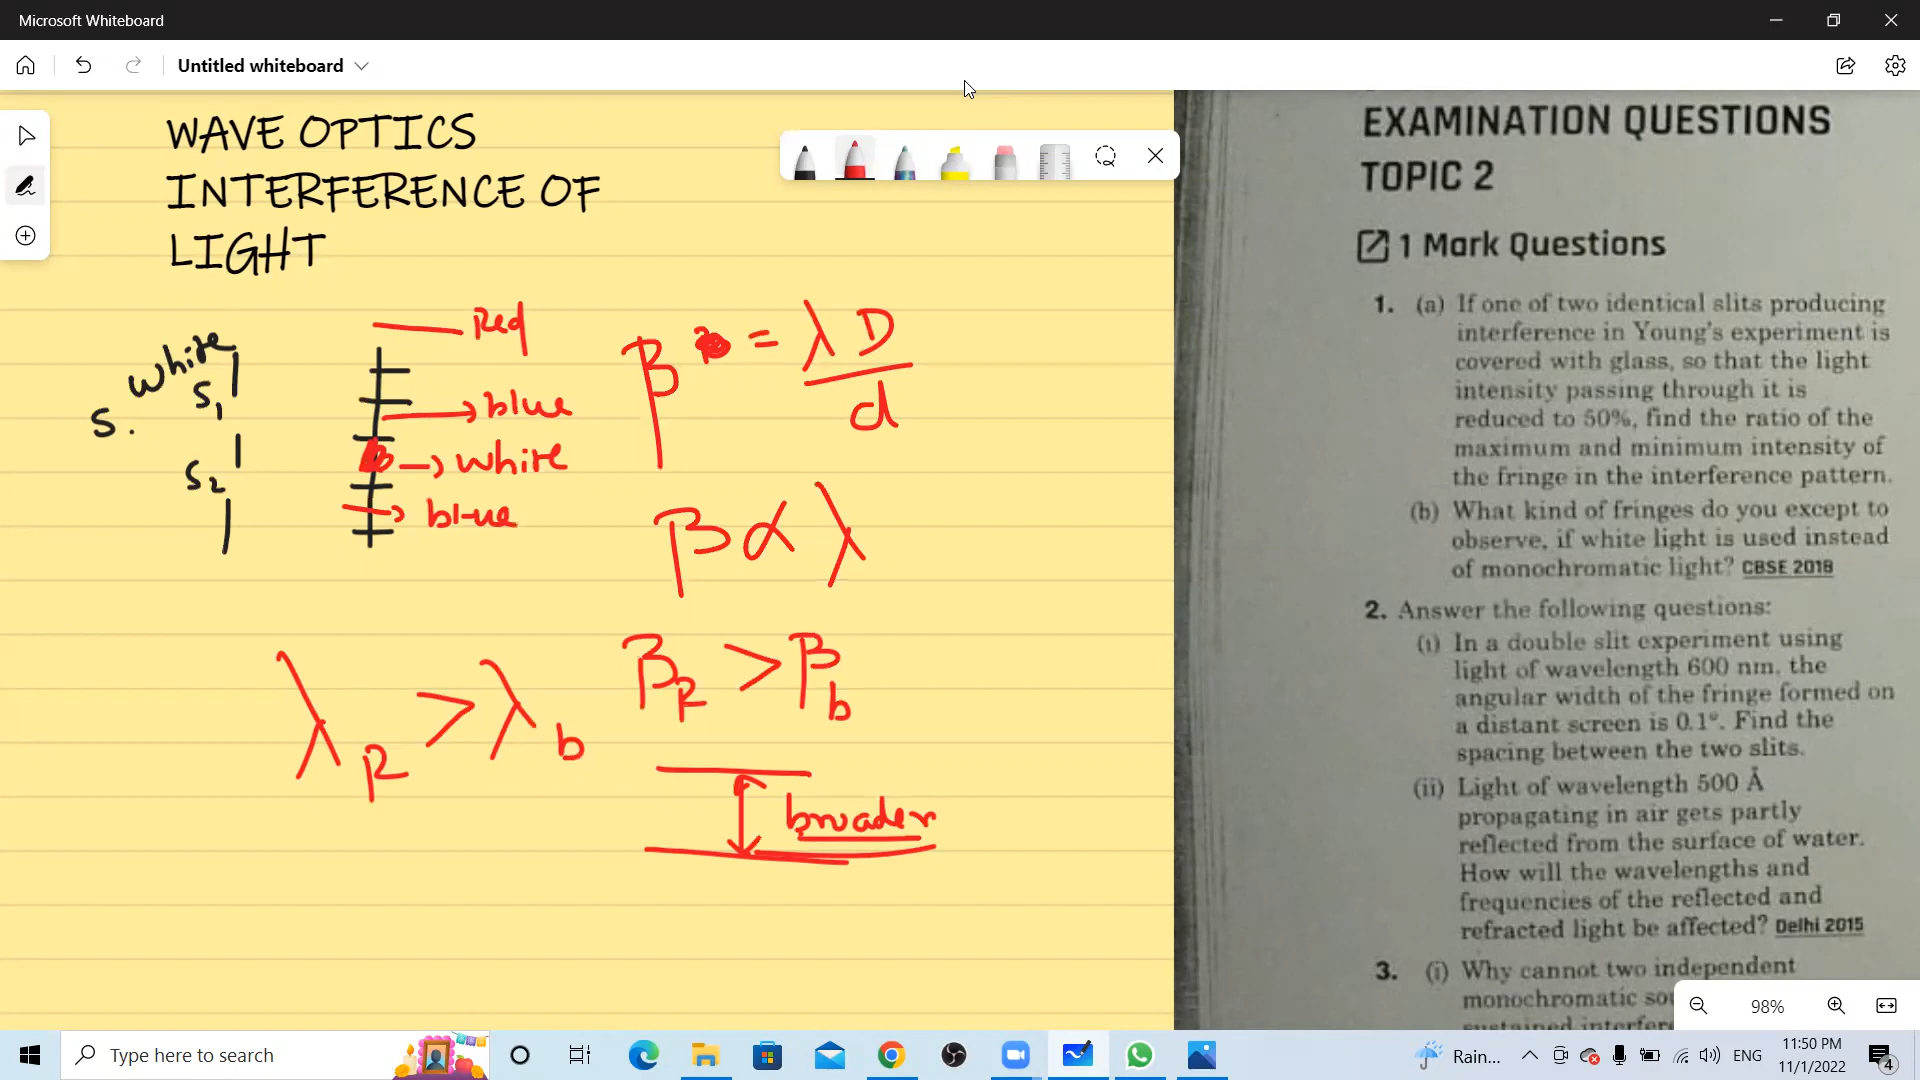 Microsoft Whiteboard
Untitled whiteboard
WAVE OPTICS
INTERFERENCE OF
LIGHT
white
S.
S1
S2
Red
blue
white
blue
β = λD/d
β ∝ λ
λR > λb
βR > βb
broader
EXAMINATION QUESTIONS
TOPIC 2
1 Mark Questions
1. (a) If one of two identical slits producing
interference in Young's experiment is
covered with glass, so that the light
intensity passing through it is
reduced to 50%, find the ratio of the
maximum and minimum intensity of
the fringe in the interference pattern.
(b) What kind of fringes do you except to
observe, if white light is used instead
of monochromatic light? CBSE 2018
2. Answer the following questions:
(i) In a double slit experiment using
light of wavelength 600 nm, the
angular width of the fringe formed on
a distant screen is 0.1°. Find the
spacing between the two slits.
(ii) Light of wavelength 500 Å
propagating in air gets partly
reflected from the surface of water.
How will the wavelengths and
frequencies of the reflected and
refracted light be affected? Delhi 2015
3. (i) Why cannot two independent
monochromatic
98%
Type here to search
Rain...
ENG
11:50 PM
11/1/2022
4